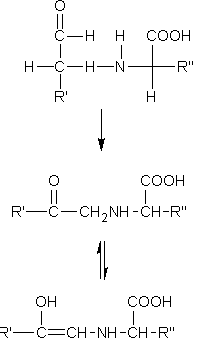 O
C—H H COOH
H—C—H—N—C—R"
R' H
O COOH
R'—C—CH2NH—CH—R"
OH COOH
R'—C=CH—NH—CH—R"